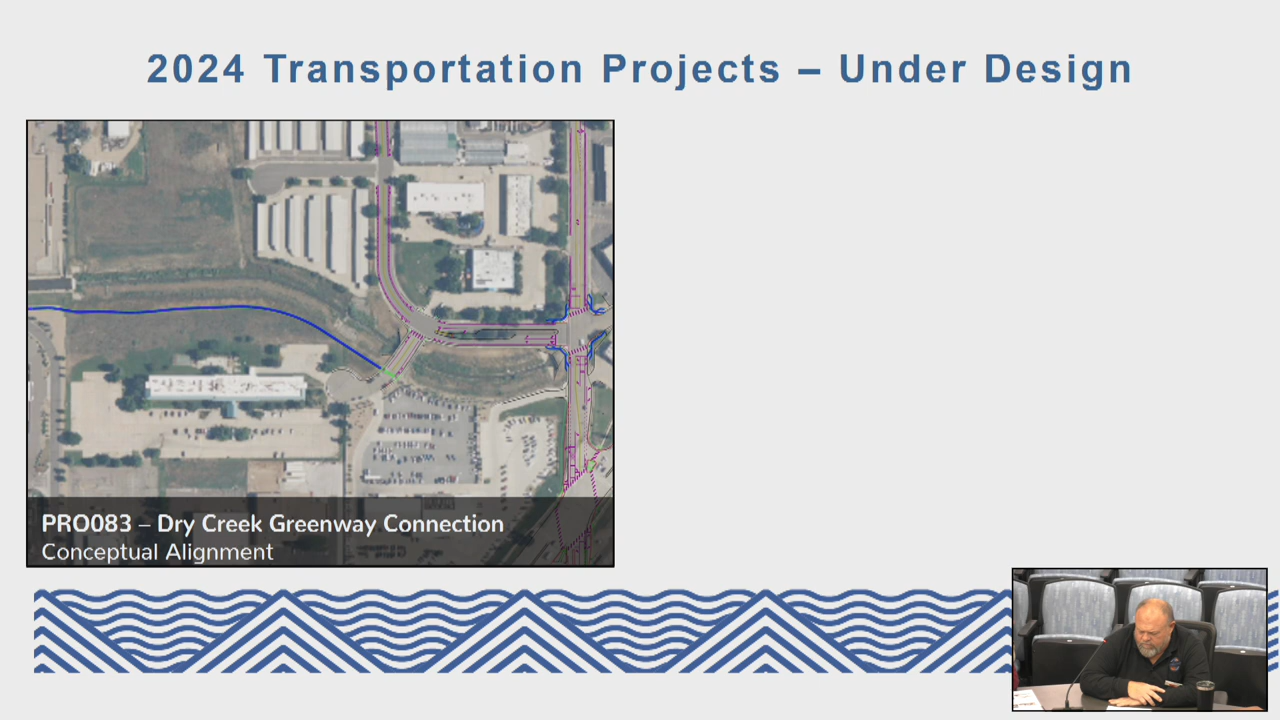 2024 Transportation Projects – Under Design
PRO083 – Dry Creek Greenway Connection
Conceptual Alignment